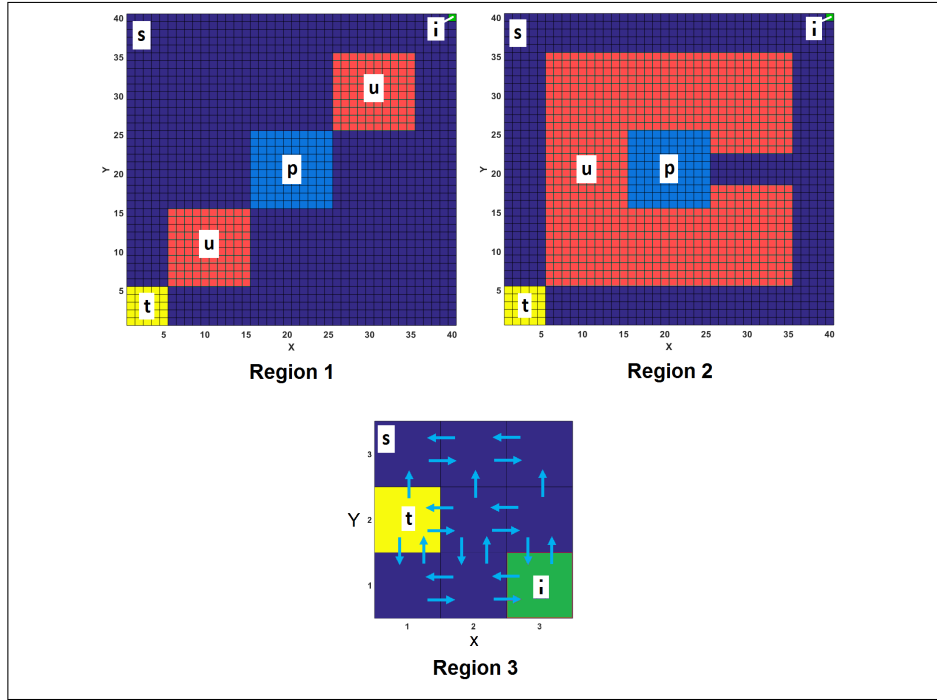 40 s i 40 s i
35 35
u
30 30
25 25
p u p
20 Y 20 Y
15 15
u
10 10
5 5
t t
5 10 15 20 25 30 35 40 5 10 15 20 25 30 35 40
X X
Region 1 Region 2
s
3
Y 2 t
1 i
1 2 3
X
Region 3